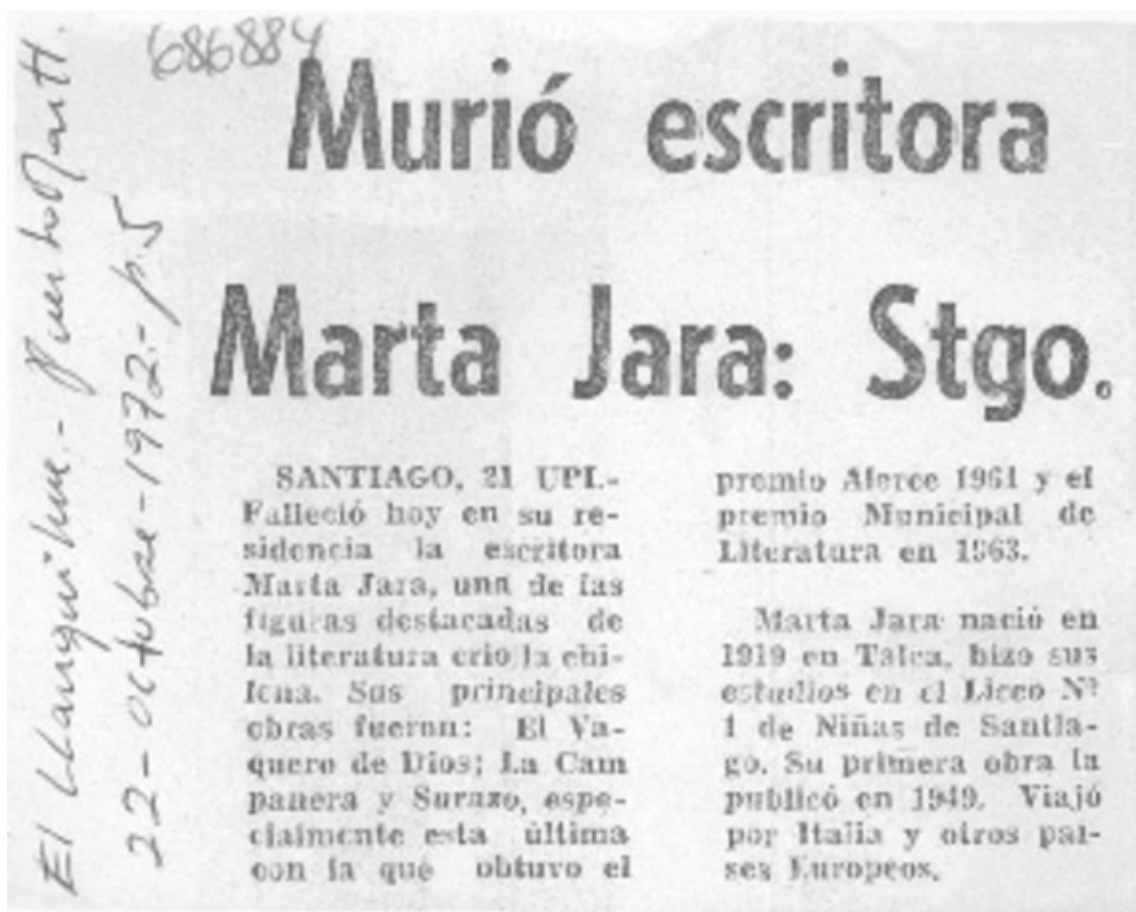 686884
Murió escritora
Marta Jara: Stgo.
SANTIAGO, 21 UPI.-
Falleció hoy en su re-
sidencia la escritora
Marta Jara, una de las
figuras destacadas de
la literatura criolla chi-
lena. Sus principales
obras fueron: El Va-
quero de Dios; La Cam
panera y Surazo, espe-
cialmente esta última
con la que obtuvo el
premio Alerce 1961 y el
premio Municipal de
Literatura en 1963.
Marta Jara nació en
1919 en Talca, hizo sus
estudios en el Liceo Nº
1 de Niñas de Santia-
go. Su primera obra la
publicó en 1949. Viajó
por Italia y otros paí-
ses Europeos.
El Llanquihue.- Puerto Montt.
22-octubre-1972.- p.5